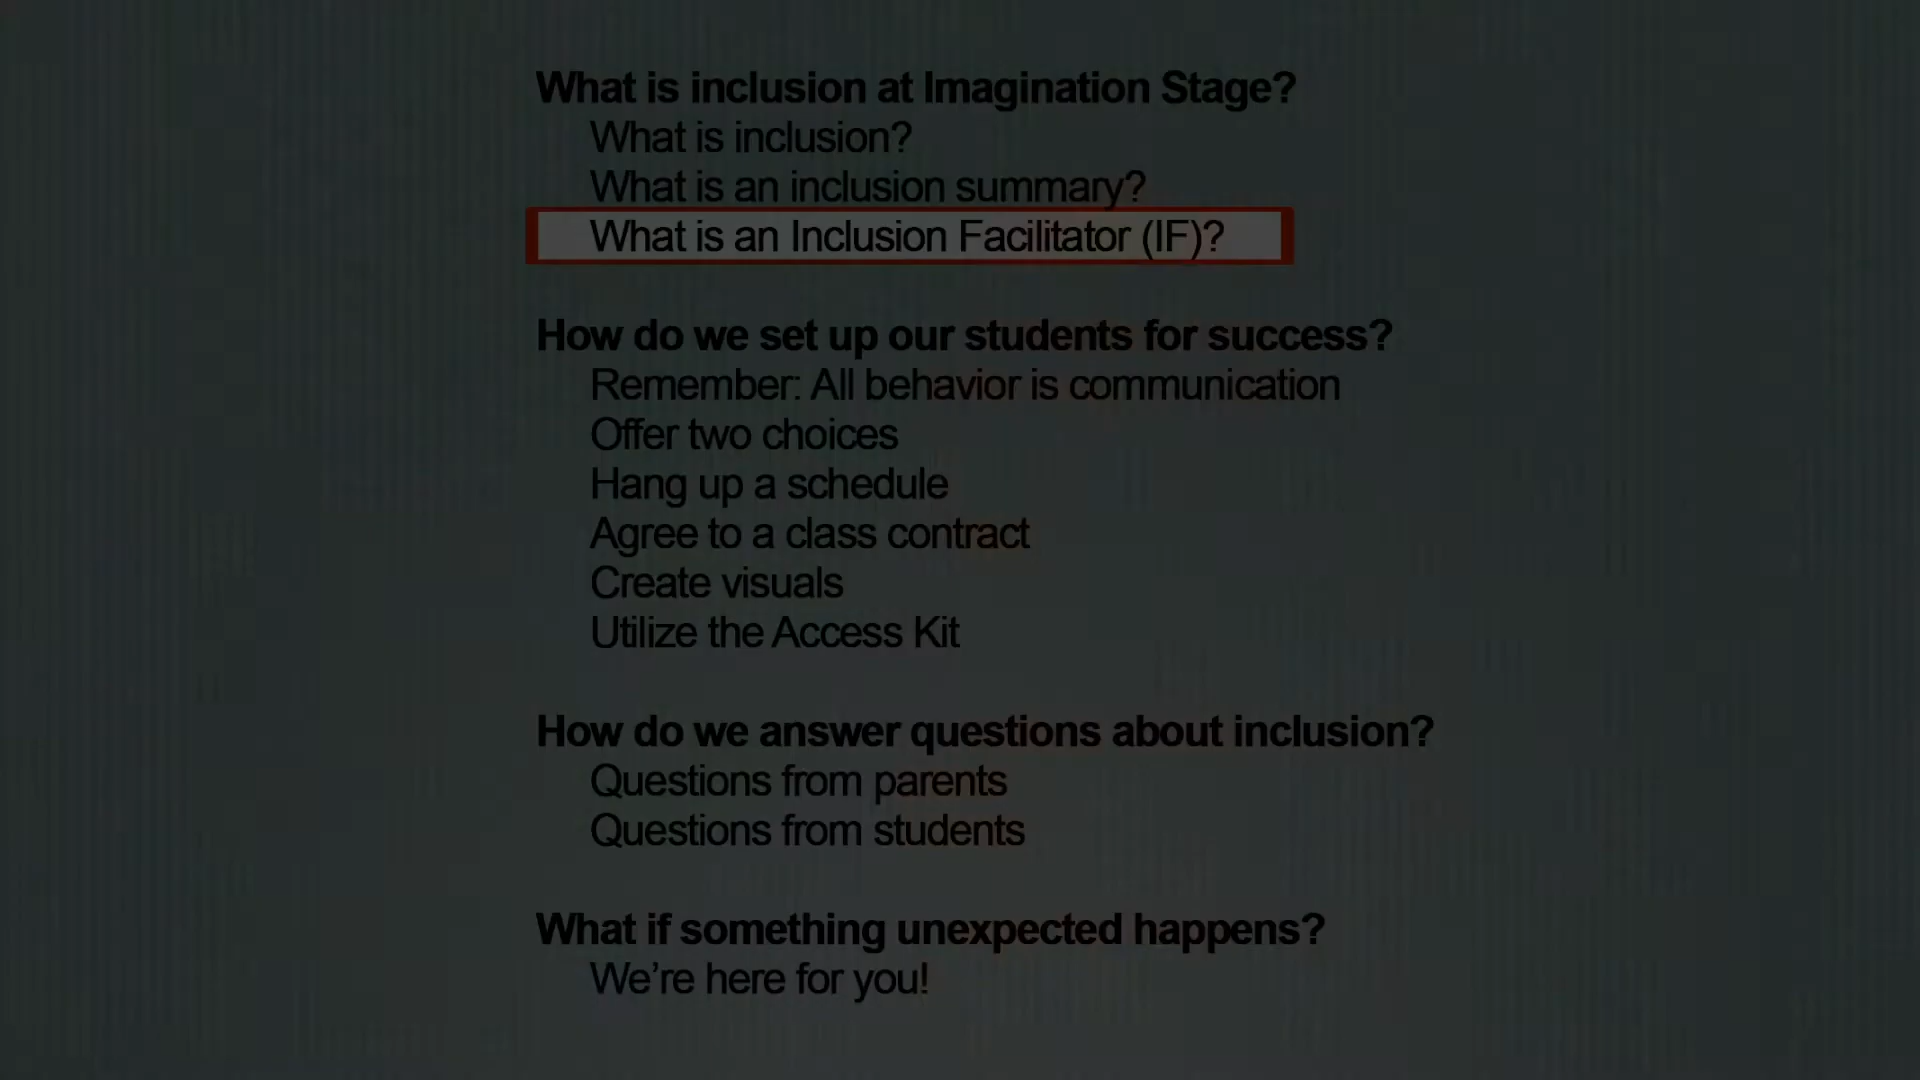 What is inclusion at Imagination Stage?
What is inclusion?
What is an inclusion summary?
What is an Inclusion Facilitator (IF)?
How do we set up our students for success?
Remember: All behavior is communication
Offer two choices
Hang up a schedule
Agree to a class contract
Create visuals
Utilize the Access Kit
How do we answer questions about inclusion?
Questions from parents
Questions from students
What if something unexpected happens?
We’re here for you!